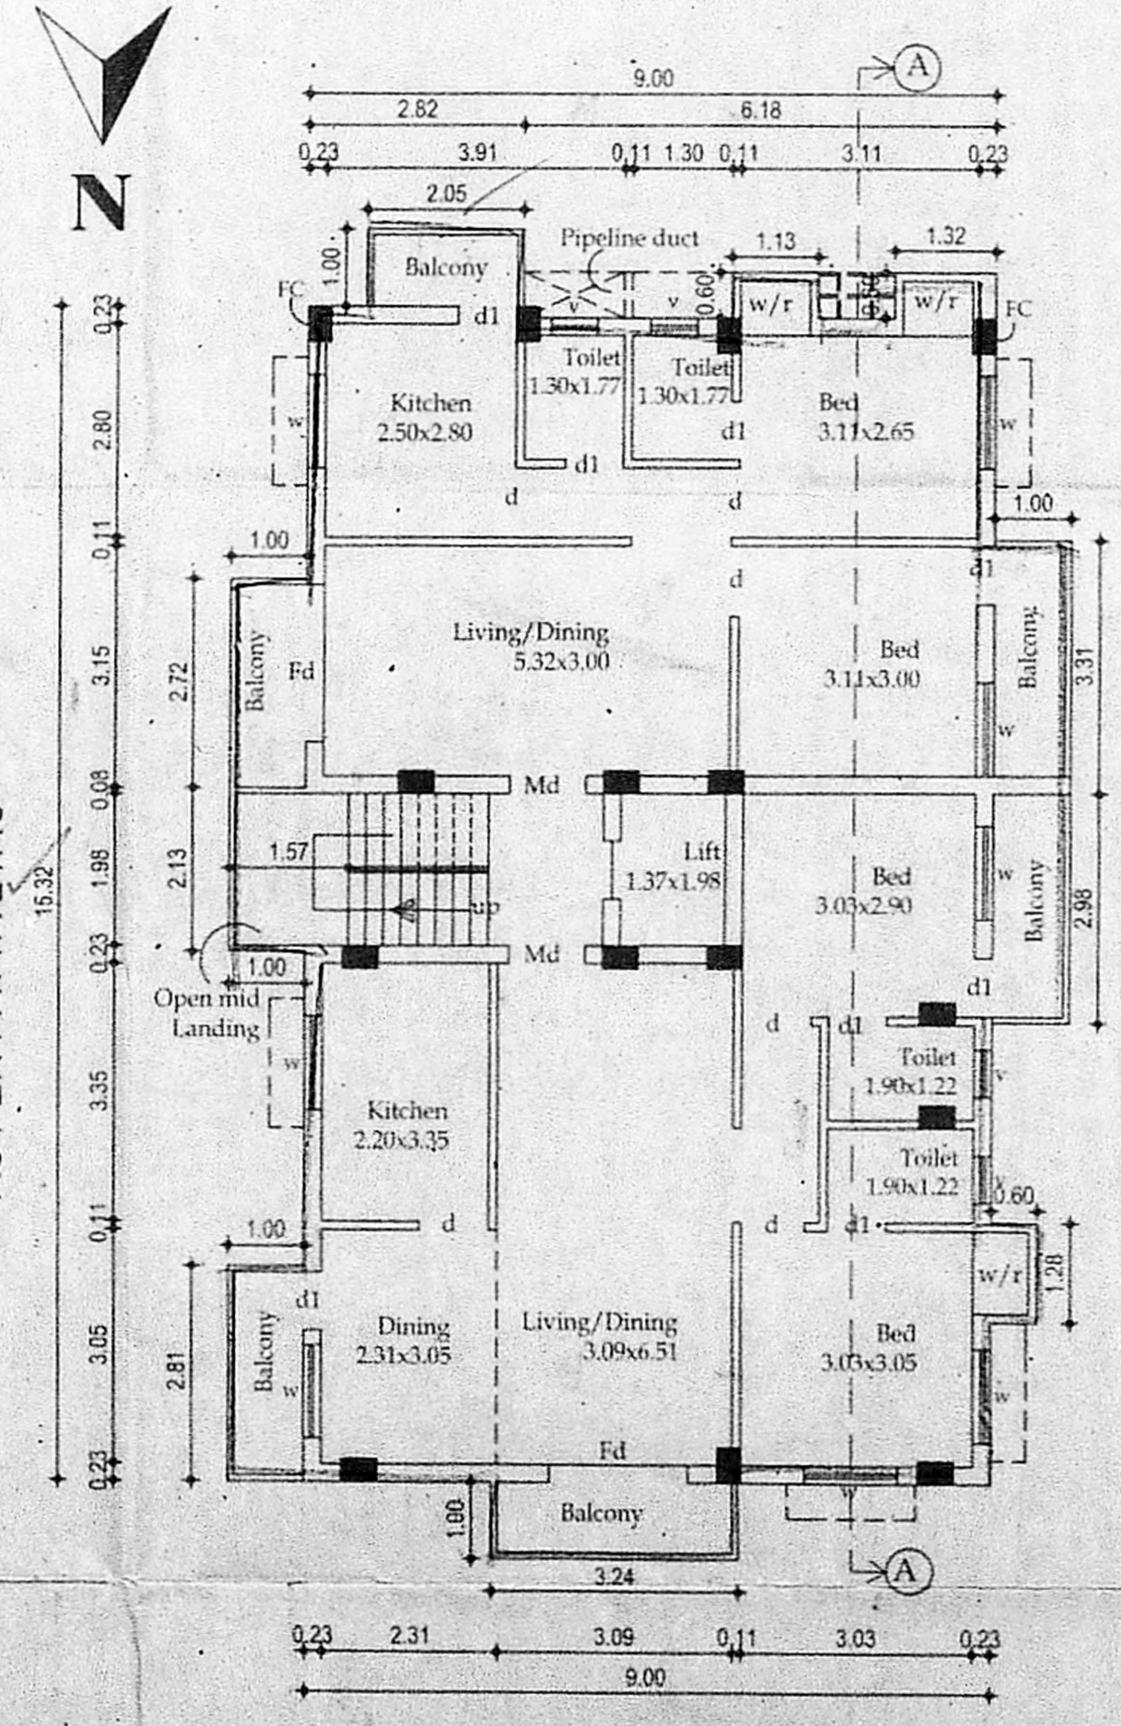 A
9.00
2.82
6.18
0,23
3.91
0,11
1.30
0,11
3.11
0,23
N
2.05
Pipeline duct
1.13
1.32
1.00
Balcony
0.60
FC
d1
v
v
w/r
w/r
FC
0,23
Toilet
1.30x1.77
Toilet
1.30x1.77
Kitchen
2.50x2.80
Bed
3.11x2.65
w
w
2.80
d1
d1
d
d
1.00
0,11
1.00
d
d1
Living/Dining
5.32x3.00
Bed
3.11x3.00
Balcony
Fd
Balcony
3.31
3.15
2.72
w
0,08
Md
15.32
1.98
2.13
1.57
Lift
1.37x1.98
Bed
3.03x2.90
w
Balcony
2.98
up
0,23
Md
1.00
Open mid
Landing
d1
d
d1
w
Toilet
1.90x1.22
v
3.35
Kitchen
2.20x3.35
Toilet
1.90x1.22
v
0.60
0,11
1.00
d
d
d1
w/r
1.28
d1
Dining
2.31x3.05
Living/Dining
3.09x6.51
Bed
3.03x3.05
3.05
2.81
Balcony
w
w
Fd
0,23
w
1.00
Balcony
3.24
A
0,23
2.31
3.09
0,11
3.03
0,23
9.00